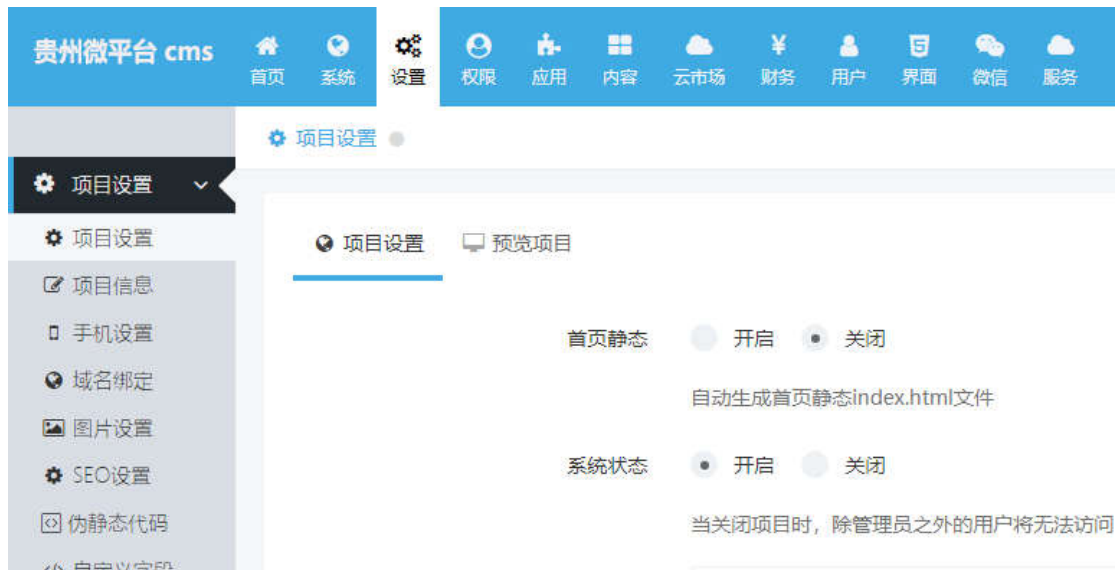 贵州微平台 cms
首页 系统 设置 权限 应用 内容 云市场 财务 用户 界面 微信 服务
项目设置
项目设置
项目设置
项目设置 预览项目
项目信息
手机设置
首页静态 开启 关闭
域名绑定
自动生成首页静态index.html文件
图片设置
SEO设置
系统状态 开启 关闭
伪静态代码
当关闭项目时，除管理员之外的用户将无法访问
自定义字段